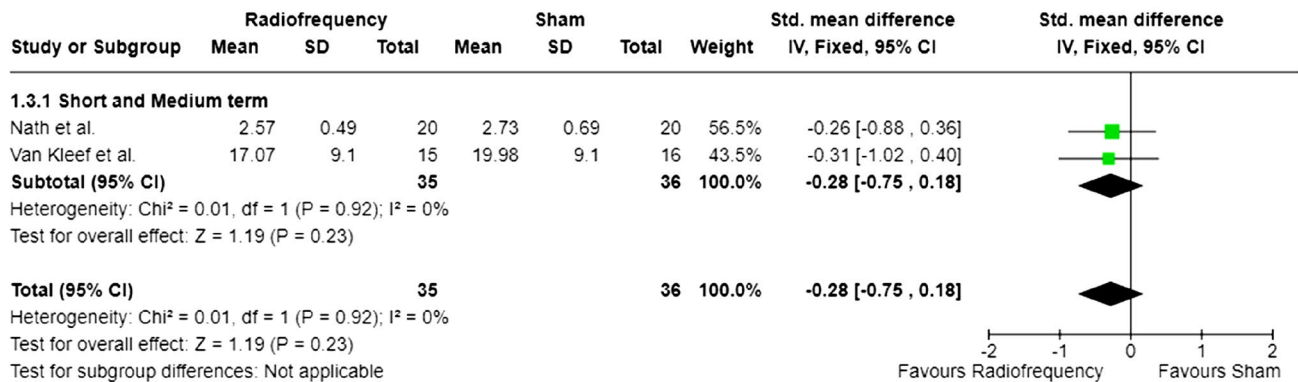 Radiofrequency Sham Std. mean difference Std. mean difference
Study or Subgroup Mean SD Total Mean SD Total Weight IV, Fixed, 95% CI IV, Fixed, 95% CI
1.3.1 Short and Medium term
Nath et al. 2.57 0.49 20 2.73 0.69 20 56.5% -0.26 [-0.88 , 0.36]
Van Kleef et al. 17.07 9.1 15 19.98 9.1 16 43.5% -0.31 [-1.02 , 0.40]
Subtotal (95% CI) 35 36 100.0% -0.28 [-0.75 , 0.18]
Heterogeneity: Chi² = 0.01, df = 1 (P = 0.92); I² = 0%
Test for overall effect: Z = 1.19 (P = 0.23)
Total (95% CI) 35 36 100.0% -0.28 [-0.75 , 0.18]
Heterogeneity: Chi² = 0.01, df = 1 (P = 0.92); I² = 0%
Test for overall effect: Z = 1.19 (P = 0.23)
Test for subgroup differences: Not applicable
-2 -1 0 1 2
Favours Radiofrequency Favours Sham